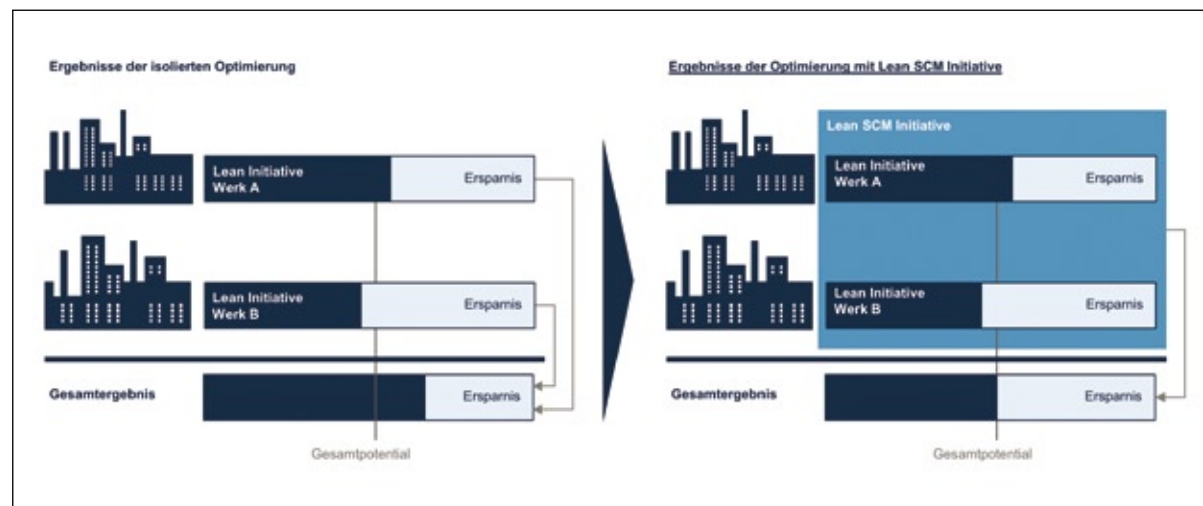 Ergebnisse der isolierten Optimierung
Lean Initiative
Werk A
Ersparnis
Lean Initiative
Werk B
Ersparnis
Gesamtergebnis
Ersparnis
Gesamtpotential
Ergebnisse der Optimierung mit Lean SCM Initiative
Lean SCM Initiative
Lean Initiative
Werk A
Ersparnis
Lean Initiative
Werk B
Ersparnis
Gesamtergebnis
Ersparnis
Gesamtpotential